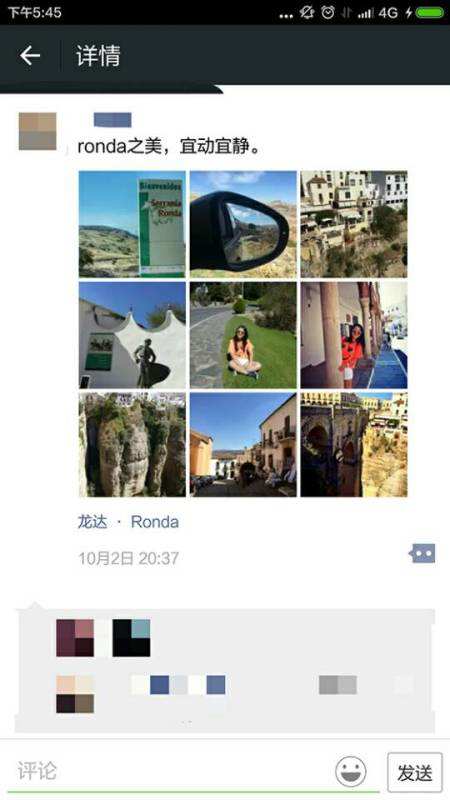 下午5:45
... 4G
详情
ronda之美，宜动宜静。
Bienvenidos
Serranía
Ronda
龙达 · Ronda
10月2日 20:37
评论
发送